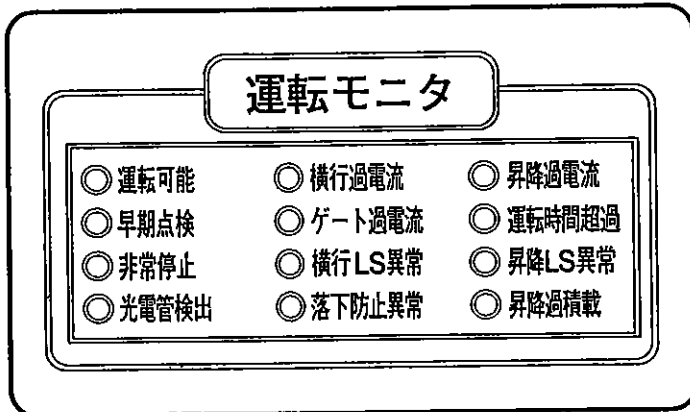 運転モニタ
運転可能 横行過電流 昇降過電流
早期点検 ゲート過電流 運転時間超過
非常停止 横行LS異常 昇降LS異常
光電管検出 落下防止異常 昇降過積載